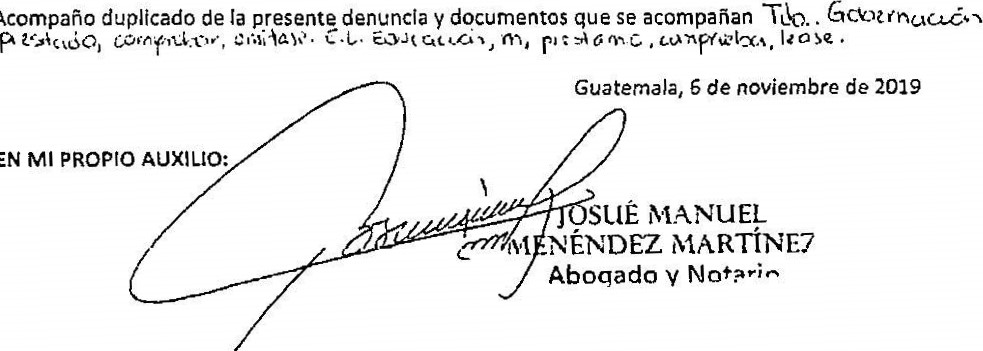 Acompaño duplicado de la presente denuncia y documentos que se acompañan Tdo.. Gobernación
prestado, comprobar, omitase. C.L. Educación, m, préstamo, comprueba, lease.
Guatemala, 6 de noviembre de 2019
EN MI PROPIO AUXILIO:
JOSUÉ MANUEL
MENÉNDEZ MARTÍNEZ
Abogado y Notario